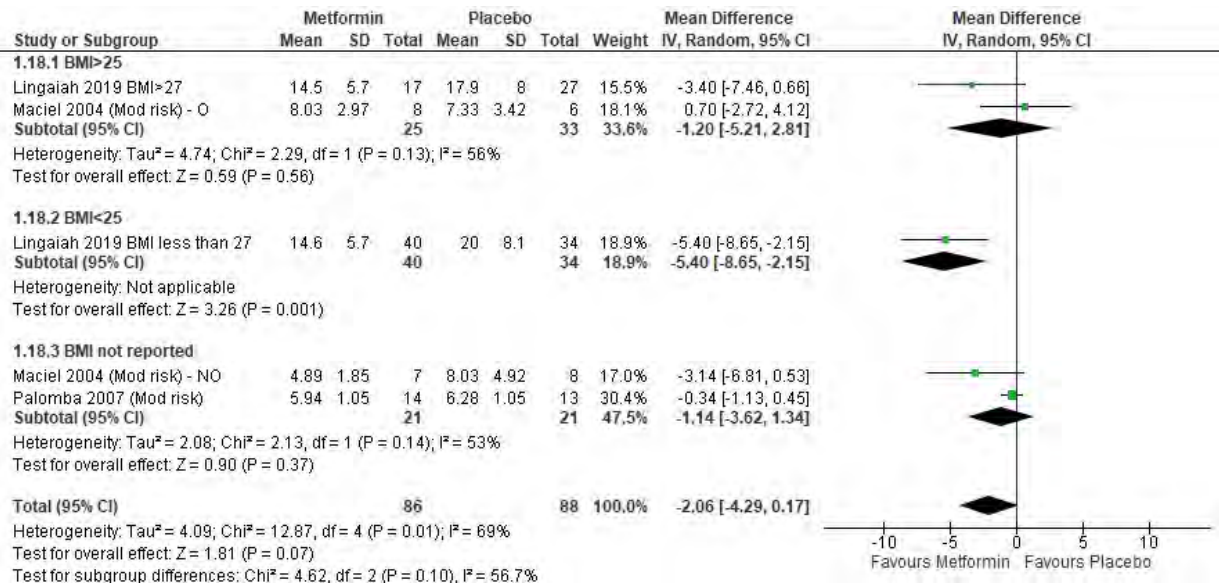 Metformin Placebo Mean Difference Mean Difference
Study or Subgroup Mean SD Total Mean SD Total Weight IV, Random, 95% CI IV, Random, 95% CI
1.18.1 BMI>25
Lingaiah 2019 BMI>27 14.5 5.7 17 17.9 8 27 15.5% -3.40 [-7.46, 0.66]
Maciel 2004 (Mod risk) - O 8.03 2.97 8 7.33 3.42 6 18.1% 0.70 [-2.72, 4.12]
Subtotal (95% CI) 25 33 33.6% -1.20 [-5.21, 2.81]
Heterogeneity: Tau² = 4.74; Chi² = 2.29, df = 1 (P = 0.13); I² = 56%
Test for overall effect: Z = 0.59 (P = 0.56)
1.18.2 BMI<25
Lingaiah 2019 BMI less than 27 14.6 5.7 40 20 8.1 34 18.9% -5.40 [-8.65, -2.15]
Subtotal (95% CI) 40 34 18.9% -5.40 [-8.65, -2.15]
Heterogeneity: Not applicable
Test for overall effect: Z = 3.26 (P = 0.001)
1.18.3 BMI not reported
Maciel 2004 (Mod risk) - NO 4.89 1.85 7 8.03 4.92 8 17.0% -3.14 [-6.81, 0.53]
Palomba 2007 (Mod risk) 5.94 1.05 14 6.28 1.05 13 30.4% -0.34 [-1.13, 0.45]
Subtotal (95% CI) 21 21 47.5% -1.14 [-3.62, 1.34]
Heterogeneity: Tau² = 2.08; Chi² = 2.13, df = 1 (P = 0.14); I² = 53%
Test for overall effect: Z = 0.90 (P = 0.37)
Total (95% CI) 86 88 100.0% -2.06 [-4.29, 0.17]
Heterogeneity: Tau² = 4.09; Chi² = 12.87, df = 4 (P = 0.01); I² = 69%
Test for overall effect: Z = 1.81 (P = 0.07)
Test for subgroup differences: Chi² = 4.62, df = 2 (P = 0.10), I² = 56.7%
-10 -5 0 5 10
Favours Metformin Favours Placebo